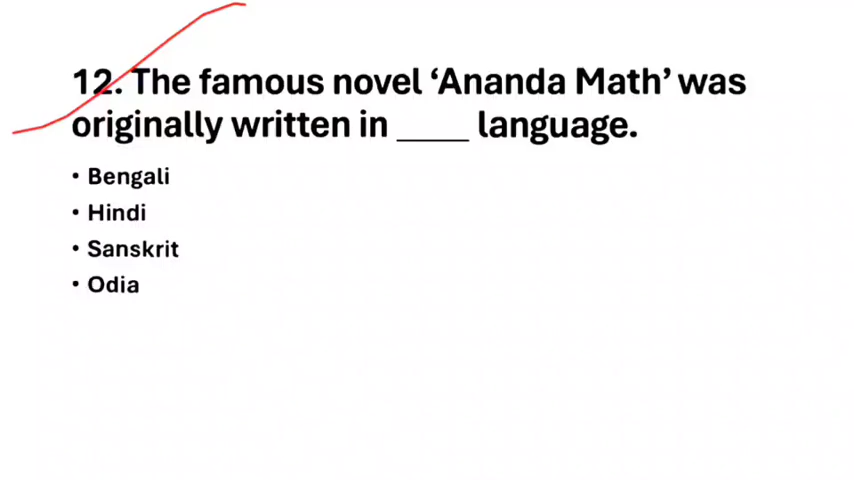 12. The famous novel ‘Ananda Math’ was
originally written in ____ language.
• Bengali
• Hindi
• Sanskrit
• Odia